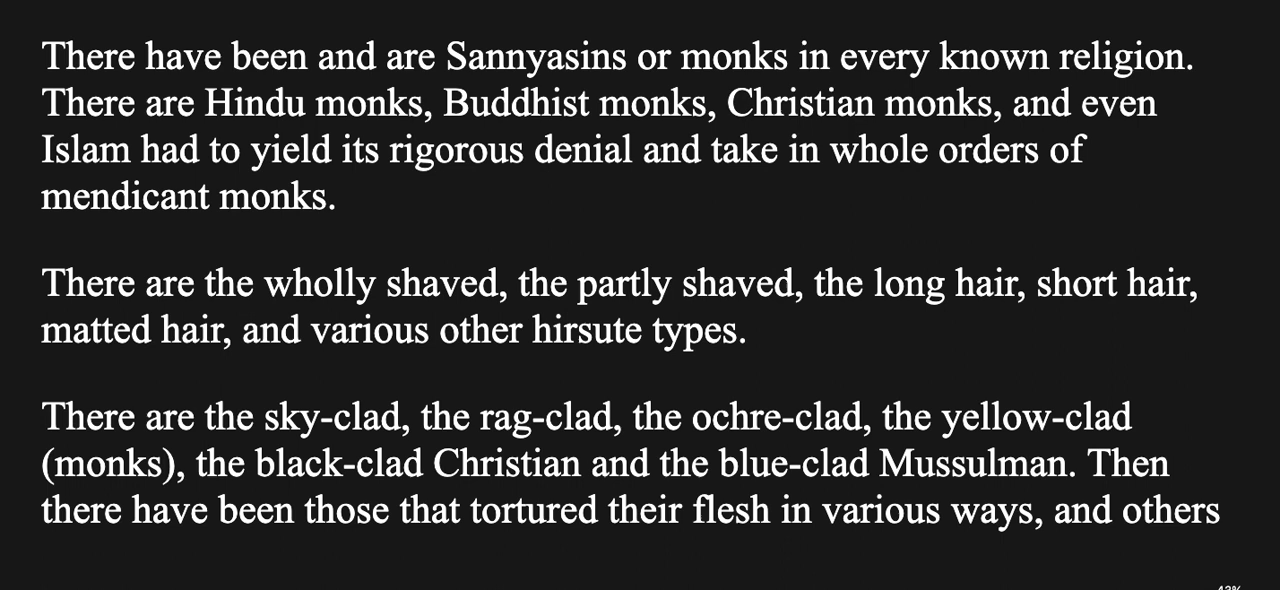 There have been and are Sannyasins or monks in every known religion.
There are Hindu monks, Buddhist monks, Christian monks, and even
Islam had to yield its rigorous denial and take in whole orders of
mendicant monks.
There are the wholly shaved, the partly shaved, the long hair, short hair,
matted hair, and various other hirsute types.
There are the sky-clad, the rag-clad, the ochre-clad, the yellow-clad
(monks), the black-clad Christian and the blue-clad Mussulman. Then
there have been those that tortured their flesh in various ways, and others